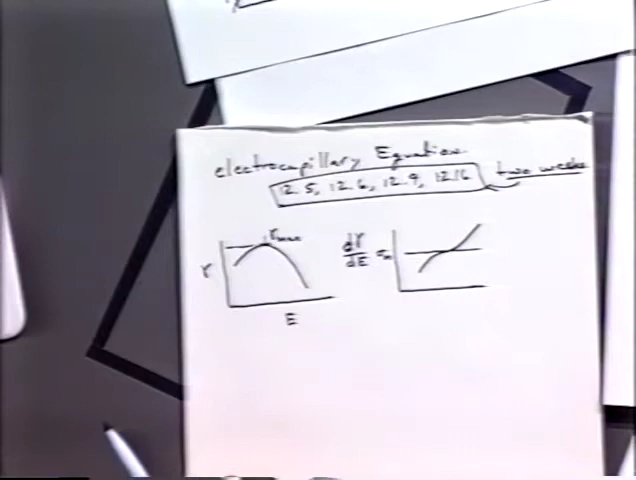 electrocapillary Equation
12.5, 12.6, 12.9, 12.16 two weeks
γmax
γ
E
dγ
dE